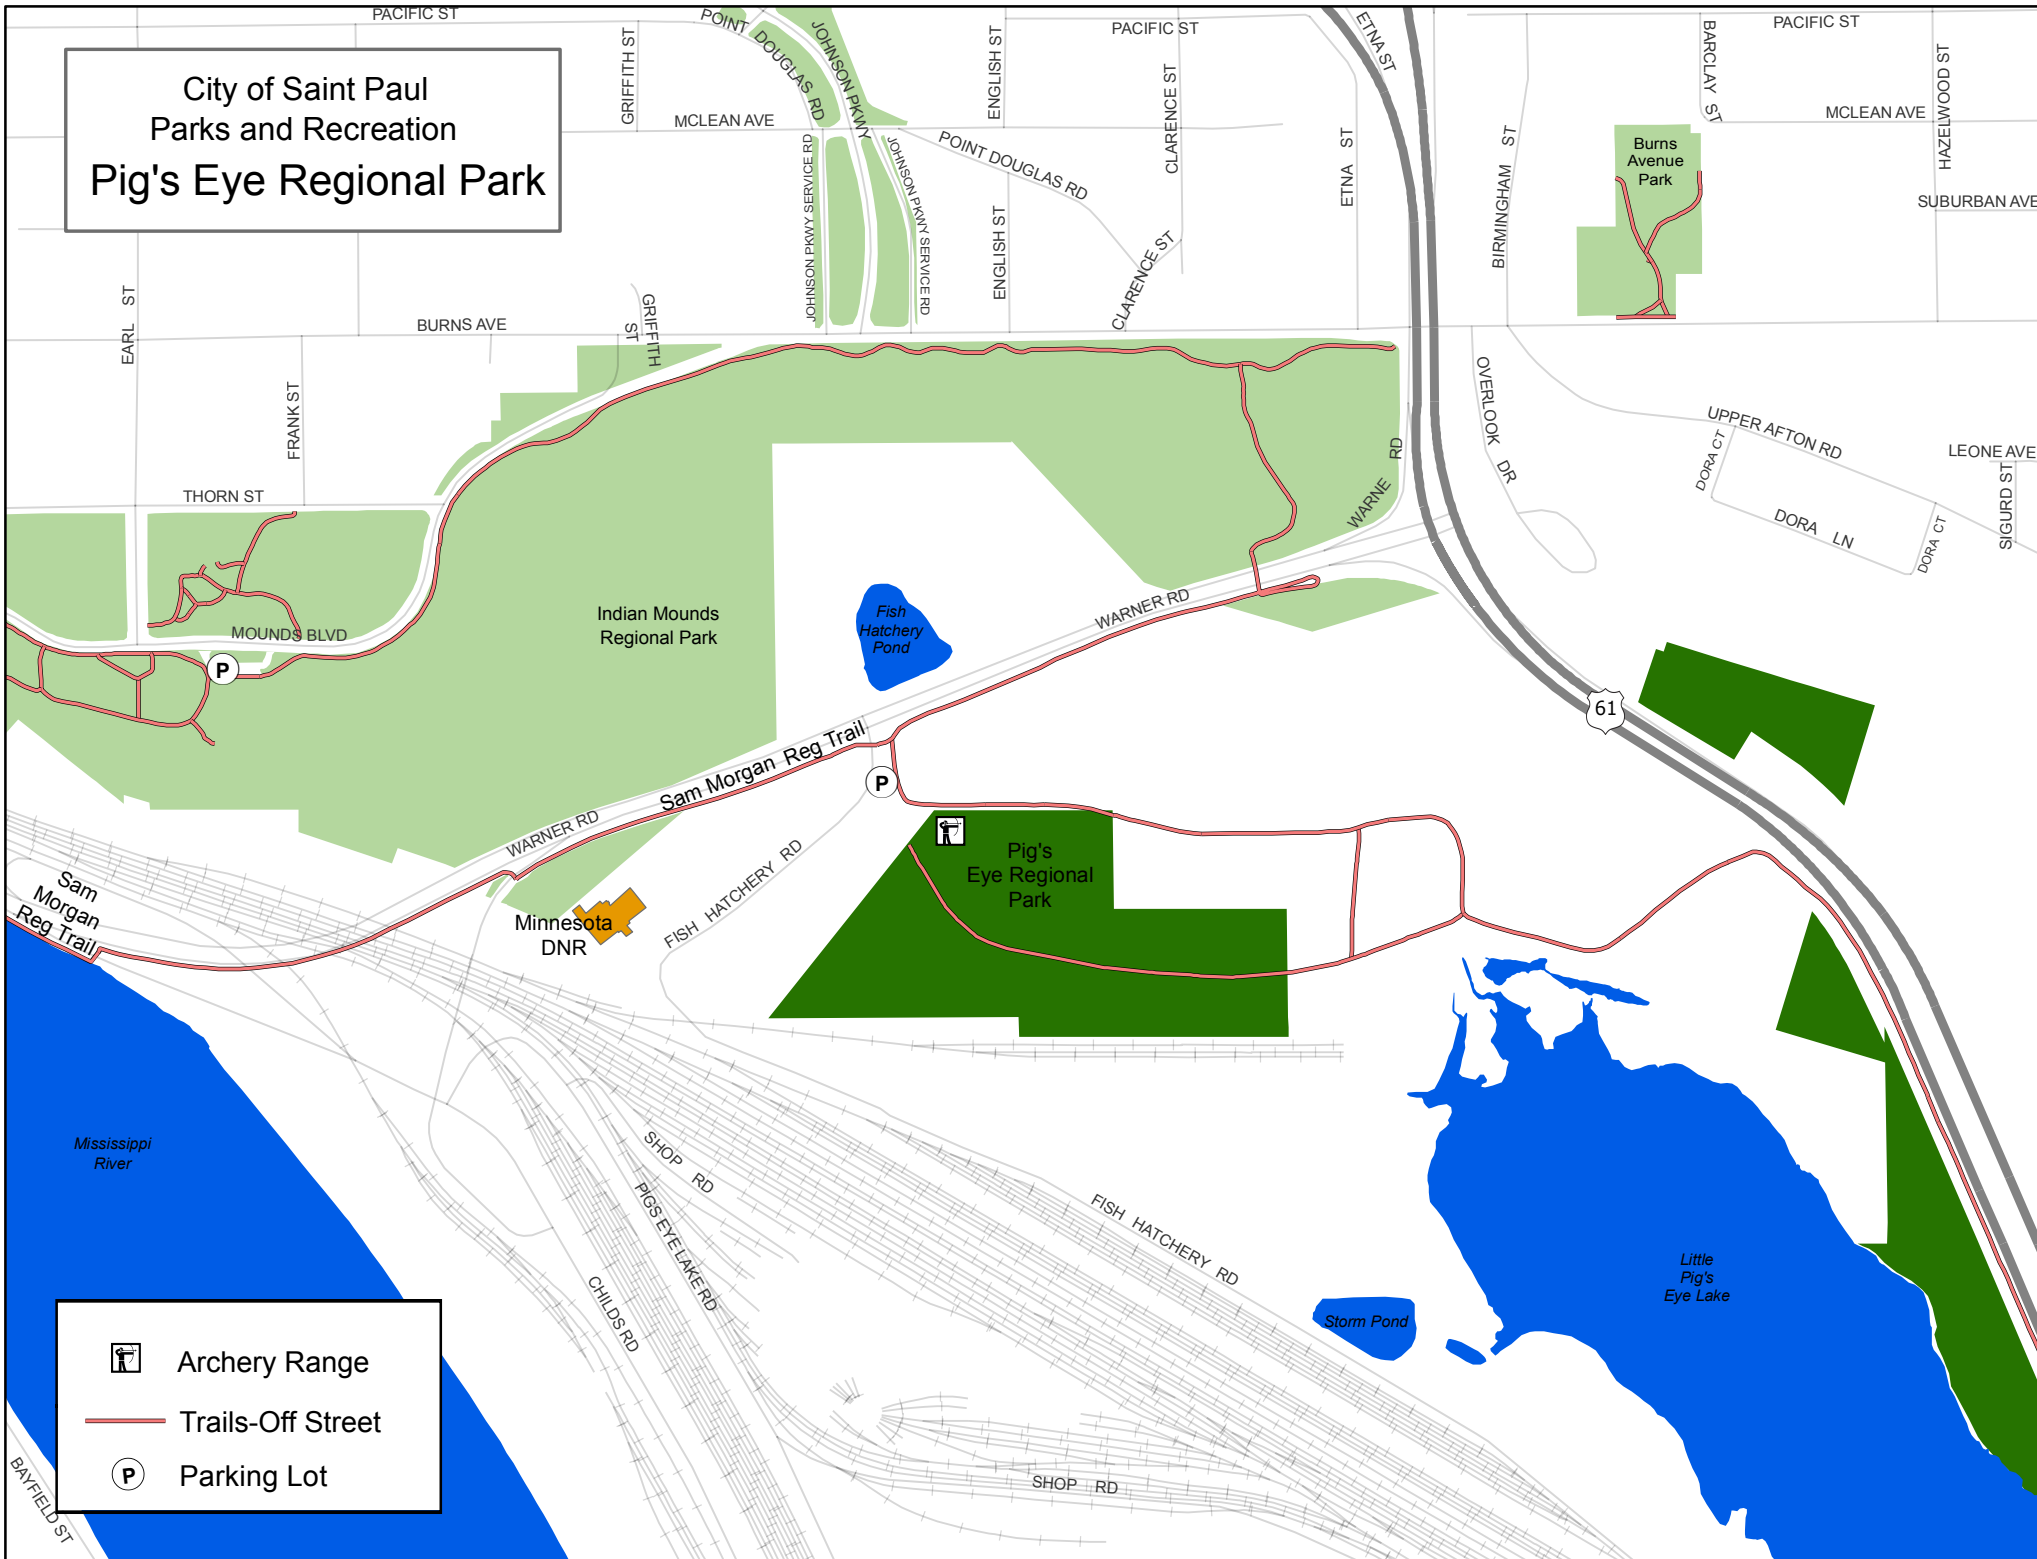 City of Saint Paul
Parks and Recreation
Pig's Eye Regional Park
PACIFIC ST
POINT DOUGLAS RD
JOHNSON PKWY
GRIFFITH ST
ENGLISH ST
PACIFIC ST
CLARENCE ST
ETNA ST
BARCLAY ST
PACIFIC ST
HAZELWOOD ST
MCLEAN AVE
JOHNSON PKWY SERVICE RD
JOHNSON PKWY SERVICE RD
POINT DOUGLAS RD
ETNA ST
BIRMINGHAM ST
MCLEAN AVE
Burns
Avenue
Park
SUBURBAN AVE
ENGLISH ST
CLARENCE ST
EARL ST
BURNS AVE
GRIFFITH ST
FRANK ST
OVERLOOK DR
UPPER AFTON RD
DORA CT
LEONE AVE
SIGURD ST
DORA LN
DORA CT
WARNE RD
THORN ST
MOUNDS BLVD
P
Indian Mounds
Regional Park
Fish
Hatchery
Pond
WARNER RD
61
Sam Morgan Reg Trail
P
WARNER RD
FISH HATCHERY RD
Pig's
Eye Regional
Park
Sam
Morgan
Reg Trail
Minnesota
DNR
Mississippi
River
SHOP RD
PIGS EYE LAKE RD
CHILDS RD
FISH HATCHERY RD
Little
Pig's
Eye Lake
Storm Pond
SHOP RD
BAYFIELD ST
Archery Range
Trails-Off Street
P Parking Lot